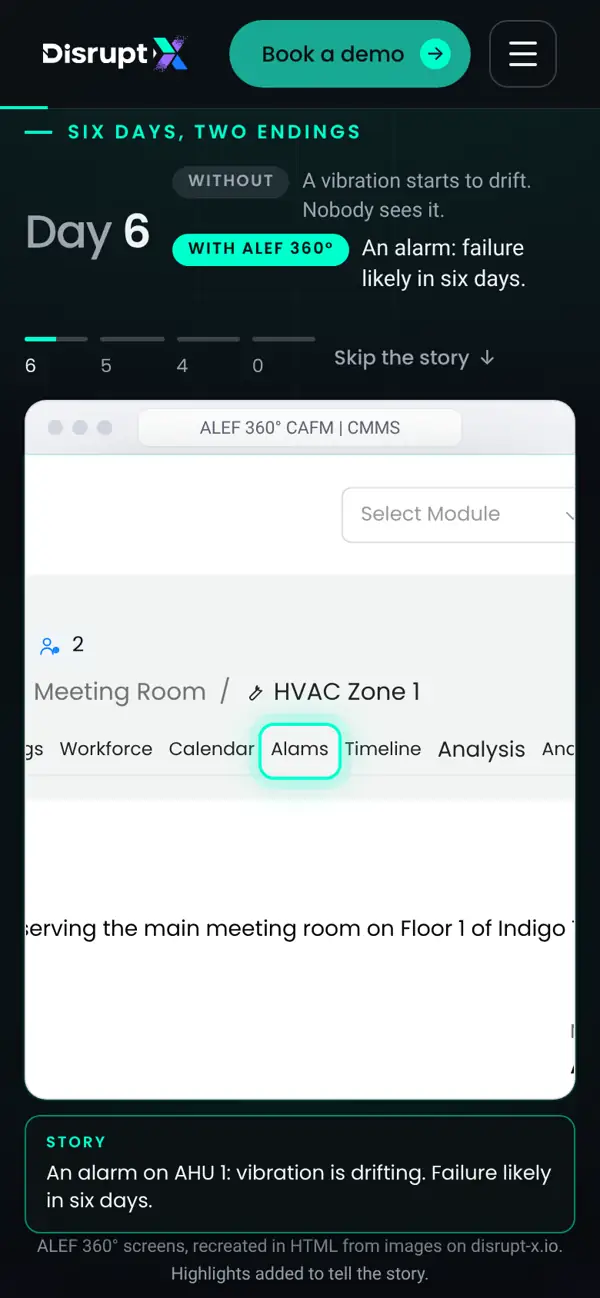 DisruptX
Book a demo
SIX DAYS, TWO ENDINGS
Day 6
WITHOUT
A vibration starts to drift.
Nobody sees it.
WITH ALEF 360°
An alarm: failure
likely in six days.
6
5
4
0
Skip the story ↓
ALEF 360° CAFM | CMMS
Select Module
2
Meeting Room / HVAC Zone 1
gs Workforce Calendar Alams Timeline Analysis
serving the main meeting room on Floor 1 of Indigo
STORY
An alarm on AHU 1: vibration is drifting. Failure likely
in six days.
ALEF 360° screens, recreated in HTML from images on disrupt-x.io.
Highlights added to tell the story.